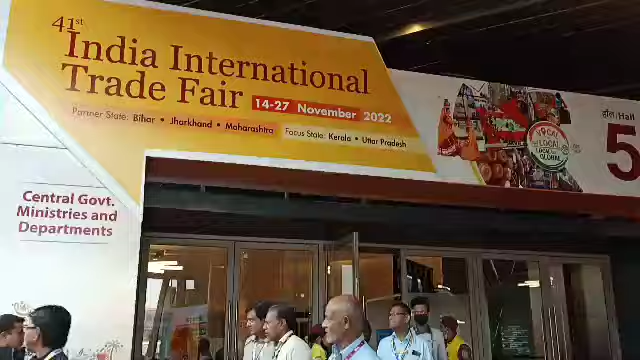 41st
India International
Trade Fair 14-27 November 2022
Partner State: Bihar • Jharkhand • Maharashtra Focus State: Kerala • Uttar Pradesh
Central Govt.
Ministries and
Departments
VOCAL
LOCAL
LOCAL
GLOBAL
हॉल/Hall
5